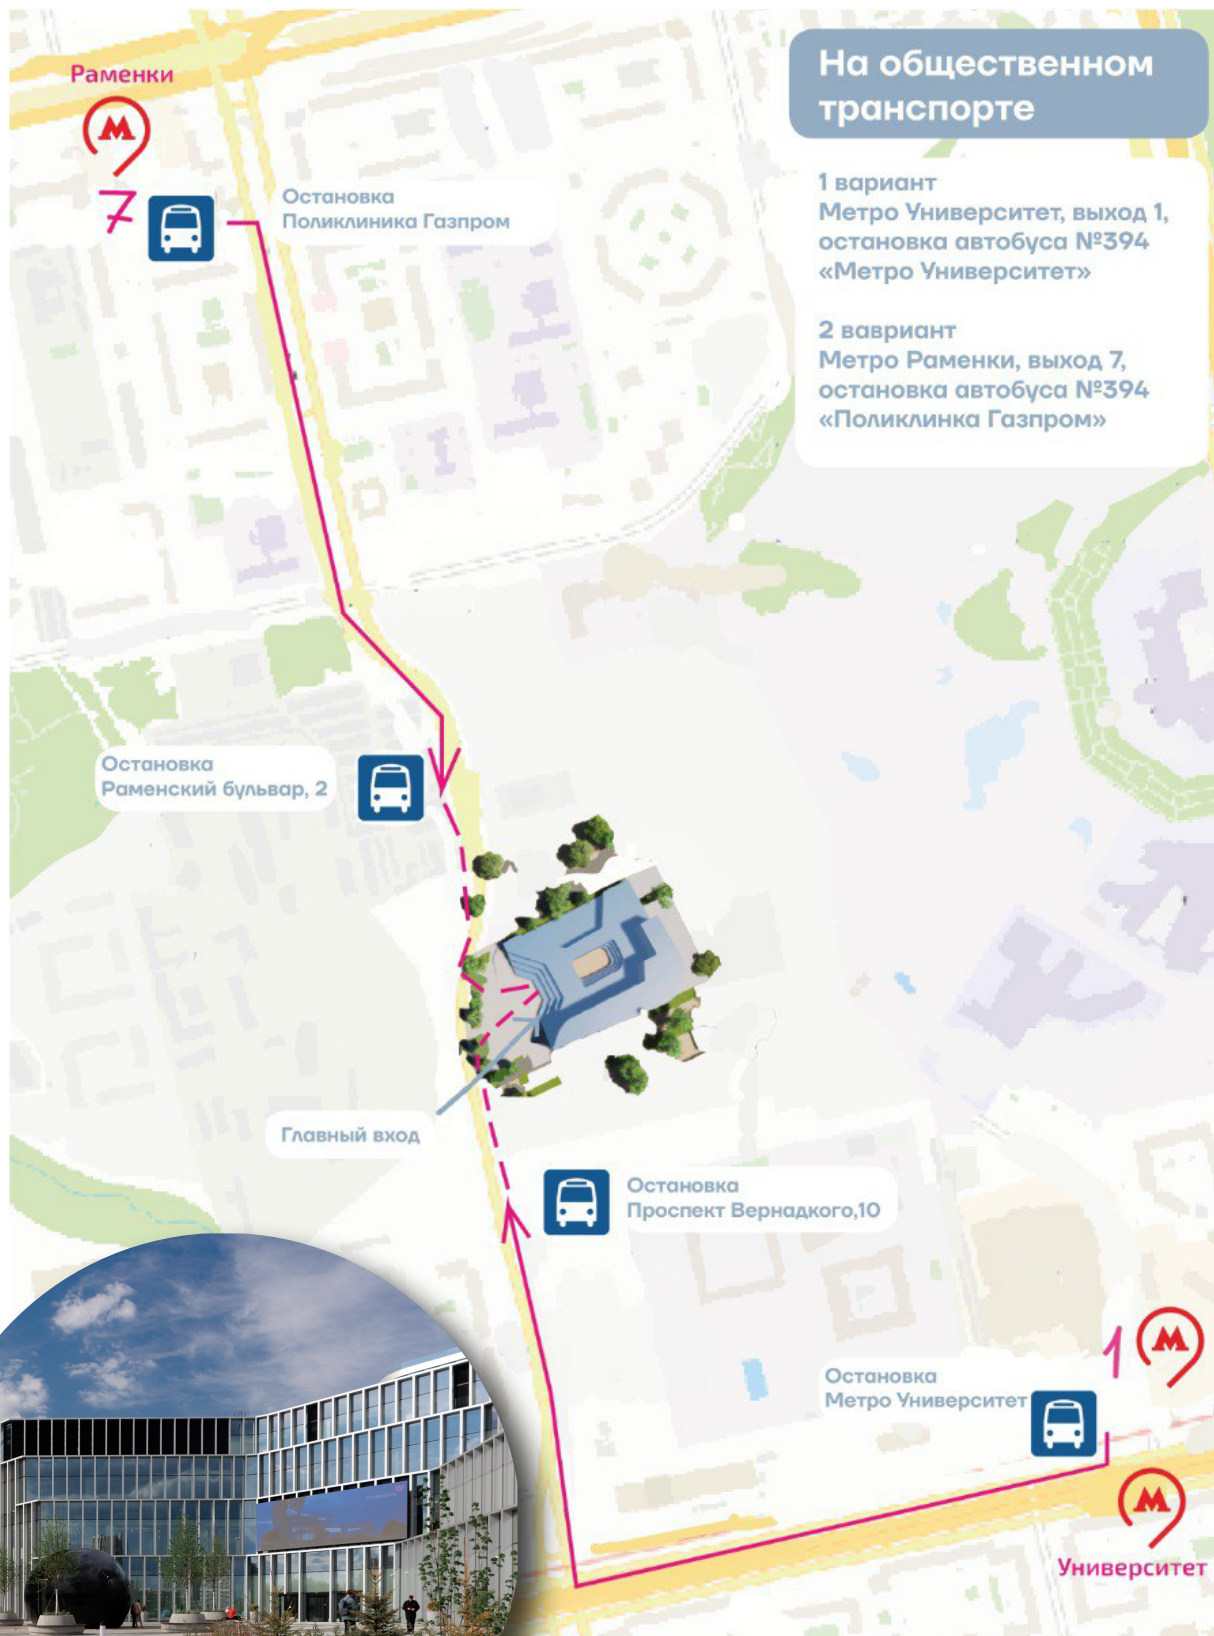 Раменки
М
7
Остановка
Поликлиника Газпром
На общественном
транспорте
1 вариант
Метро Университет, выход 1,
остановка автобуса №394
«Метро Университет»
2 вавриант
Метро Раменки, выход 7,
остановка автобуса №394
«Поликлинка Газпром»
Остановка
Раменский бульвар, 2
Главный вход
Остановка
Проспект Вернадкого,10
1
М
Остановка
Метро Университет
М
Университет